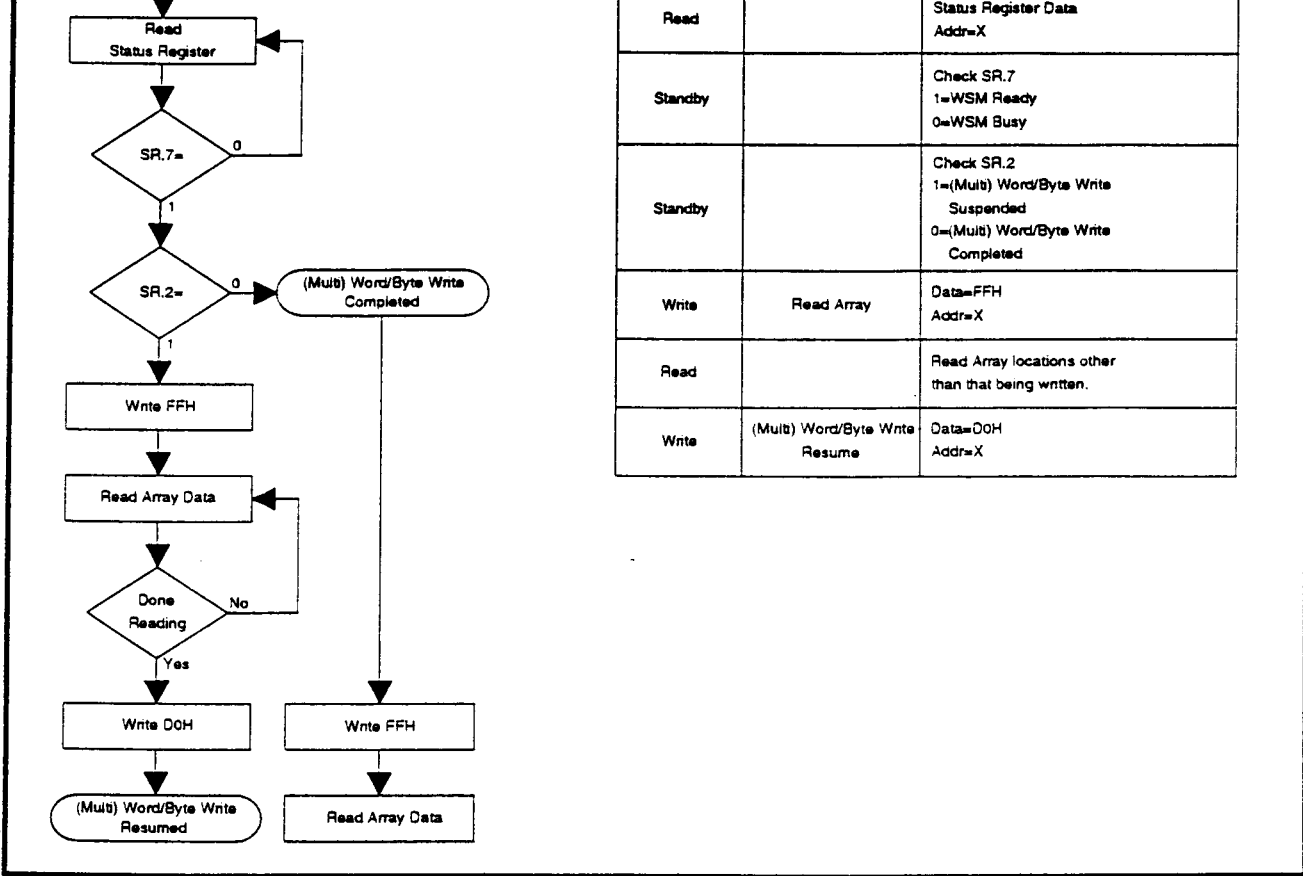 Read
Status Register
SR.7=
0
1
SR.2=
0
1
(Multi) Word/Byte Write
Completed
Write FFH
Read Array Data
Done
Reading
No
Yes
Write D0H
Write FFH
(Multi) Word/Byte Write
Resumed
Read Array Data
Read
Status Register Data
Addr=X
Standby
Check SR.7
1=WSM Ready
0=WSM Busy
Standby
Check SR.2
1=(Multi) Word/Byte Write
Suspended
0=(Multi) Word/Byte Write
Completed
Write
Read Array
Data=FFH
Addr=X
Read
Read Array locations other
than that being written.
Write
(Multi) Word/Byte Write
Resume
Data=D0H
Addr=X